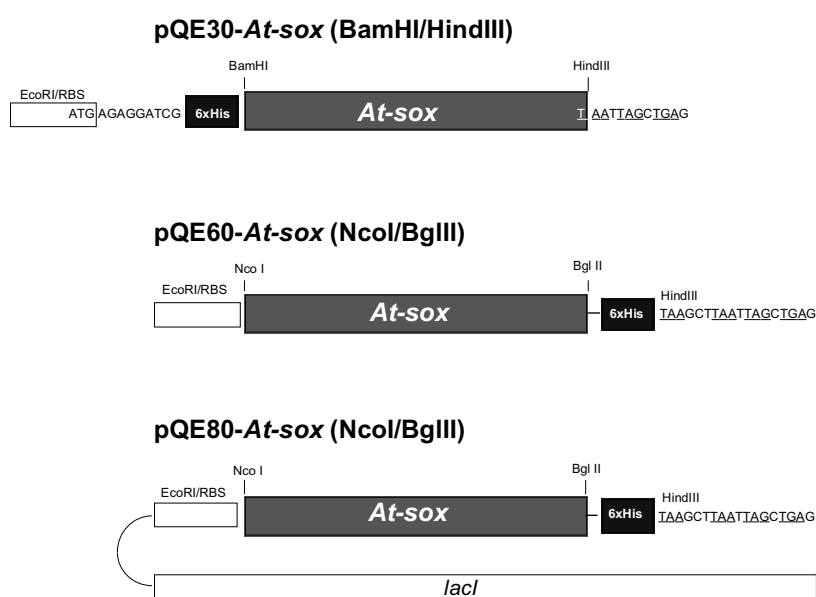 pQE30-At-sox (BamHI/HindIII)
BamHI HindIII
EcoRI/RBS
ATG AGAGGATCG 6xHis At-sox T AATTAGCTGAG
pQE60-At-sox (NcoI/BglII)
Nco I Bgl II
EcoRI/RBS HindIII
At-sox 6xHis TAAGCTTAATTAGCTGAG
pQE80-At-sox (NcoI/BglII)
Nco I Bgl II
EcoRI/RBS HindIII
At-sox 6xHis TAAGCTTAATTAGCTGAG
lacI